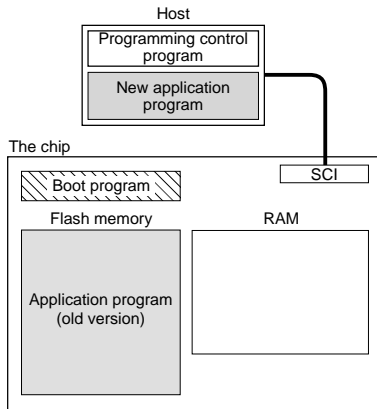 Host
Programming control
program
New application
program
The chip
SCI
Boot program
Flash memory
RAM
Application program
(old version)